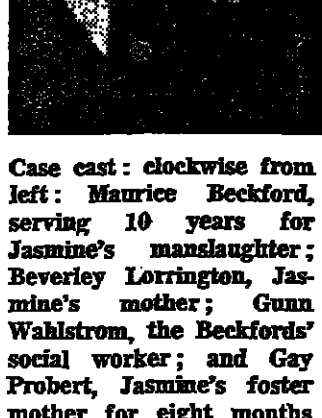 Case cast : clockwise from
left : Maurice Beckford,
serving 10 years for
Jasmine's manslaughter ;
Beverley Lorrington, Jas-
mine's mother ; Gunn
Wahlstrom, the Beckfords'
social worker ; and Gay
Probert, Jasmine's foster
mother for eight months